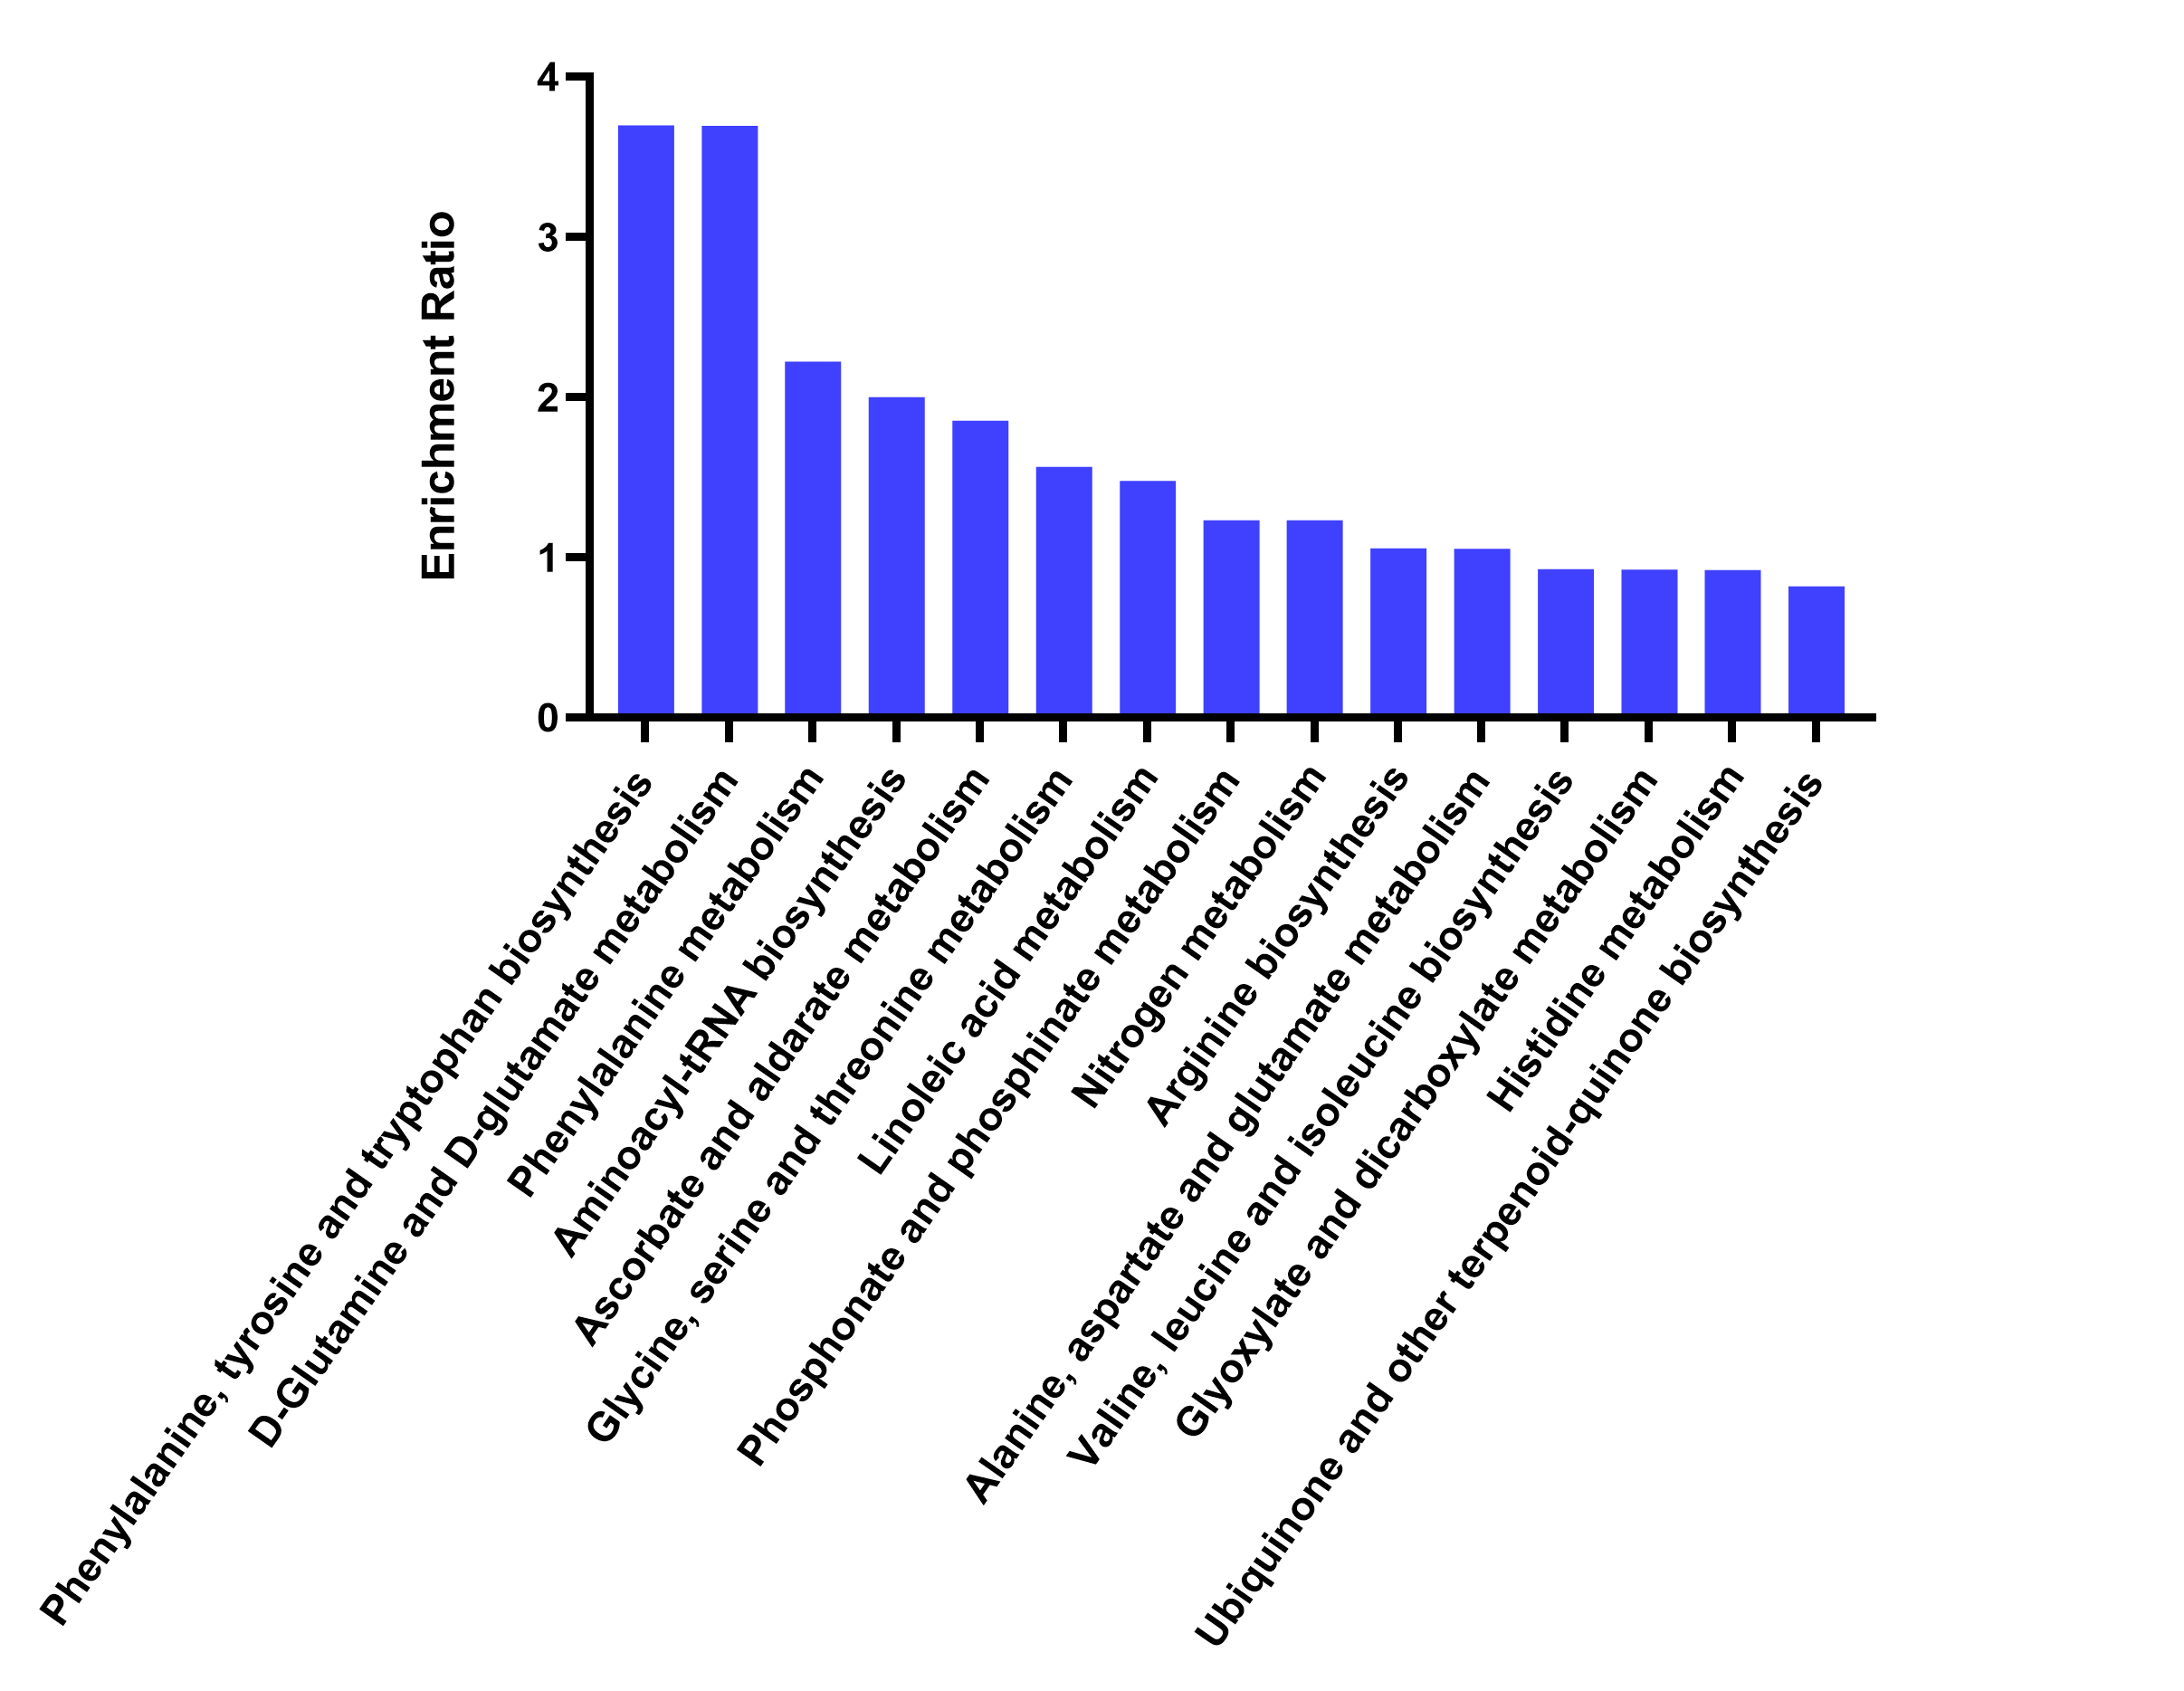 Enrichment Ratio
4
3
2
1
0
Phenylalanine, tyrosine and tryptophan biosynthesis
D-Glutamine and D-glutamate metabolism
Phenylalanine metabolism
Aminoacyl-tRNA biosynthesis
Ascorbate and aldarate metabolism
Glycine, serine and threonine metabolism
Linoleic acid metabolism
Phosphonate and phosphinate metabolism
Nitrogen metabolism
Arginine biosynthesis
Alanine, aspartate and glutamate metabolism
Valine, leucine and isoleucine biosynthesis
Glyoxylate and dicarboxylate metabolism
Histidine metabolism
Ubiquinone and other terpenoid-quinone biosynthesis